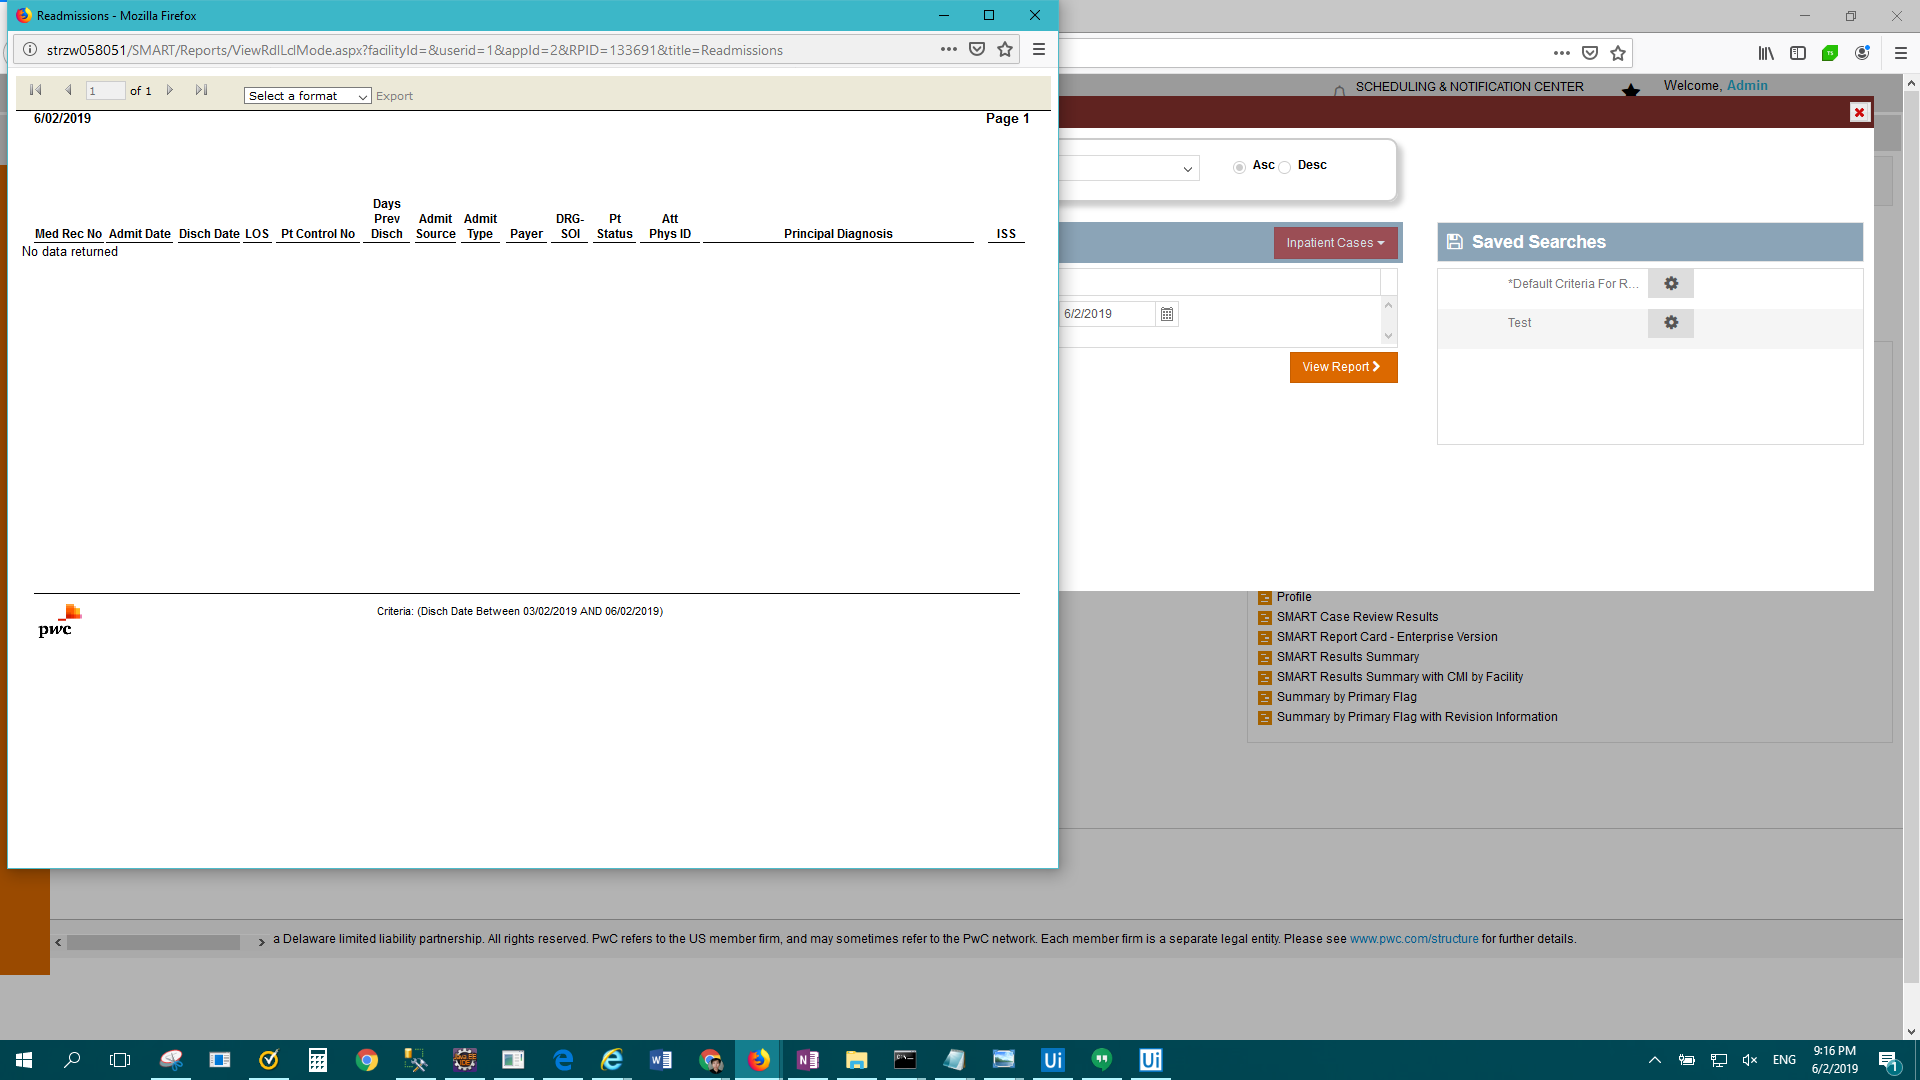 Readmissions - Mozilla Firefox
strzw058051/SMART/Reports/ViewRdlLclMode.aspx?facilityId=&userid=1&appId=2&RPID=133691&title=Readmissions
1 of 1 Select a format Export
6/02/2019 Page 1
Med Rec No Admit Date Disch Date LOS Pt Control No Days Prev Disch Admit Source Admit Type Payer DRG-SOI Pt Status Att Phys ID Principal Diagnosis ISS
No data returned
pwc
Criteria: (Disch Date Between 03/02/2019 AND 06/02/2019)
SCHEDULING & NOTIFICATION CENTER
Welcome, Admin
Asc Desc
Inpatient Cases
6/2/2019
View Report
Saved Searches
*Default Criteria For R...
Test
Profile
SMART Case Review Results
SMART Report Card - Enterprise Version
SMART Results Summary
SMART Results Summary with CMI by Facility
Summary by Primary Flag
Summary by Primary Flag with Revision Information
a Delaware limited liability partnership. All rights reserved. PwC refers to the US member firm, and may sometimes refer to the PwC network. Each member firm is a separate legal entity. Please see www.pwc.com/structure for further details.
ENG
9:16 PM
6/2/2019
1